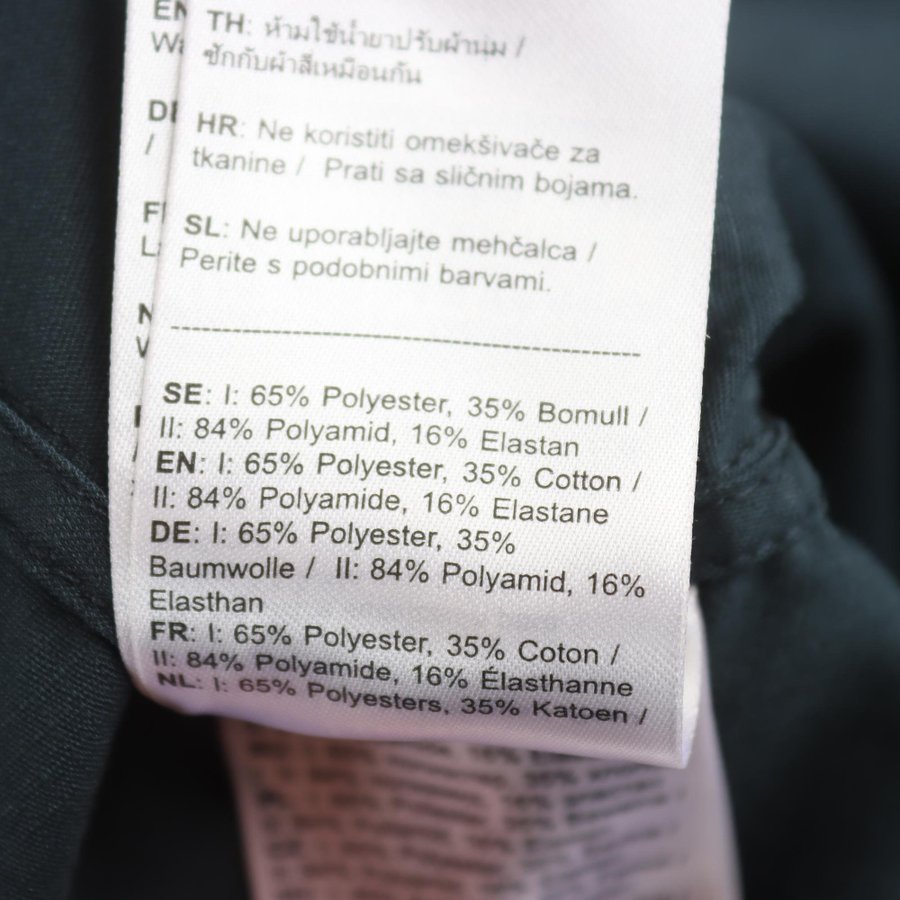 EN
TH: ห้ามใช้น้ำยาปรับผ้านุ่ม /
ซักกับผ้าสีเหมือนกัน
HR: Ne koristiti omekšivače za
tkanine / Prati sa sličnim bojama.
SL: Ne uporabljajte mehčalca /
Perite s podobnimi barvami.
SE: I: 65% Polyester, 35% Bomull /
II: 84% Polyamid, 16% Elastan
EN: I: 65% Polyester, 35% Cotton /
II: 84% Polyamide, 16% Elastane
DE: I: 65% Polyester, 35%
Baumwolle / II: 84% Polyamid, 16%
Elasthan
FR: I: 65% Polyester, 35% Coton /
II: 84% Polyamide, 16% Élasthanne
NL: I: 65% Polyesters, 35% Katoen /